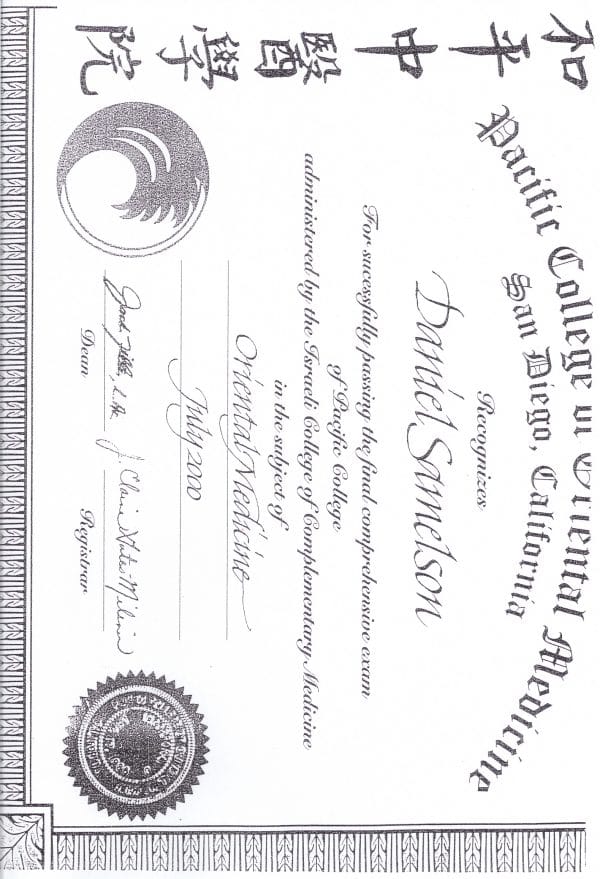 和平中醫學院
Pacific College of Oriental Medicine
San Diego, California
Recognizes
Daniel Samelson
For sucessfully passing the final comprehensive exam
of Pacific College
administered by the Israeli College of Complementary Medicine
in the subject of
Oriental Medicine
July 2000
Dean
Registrar